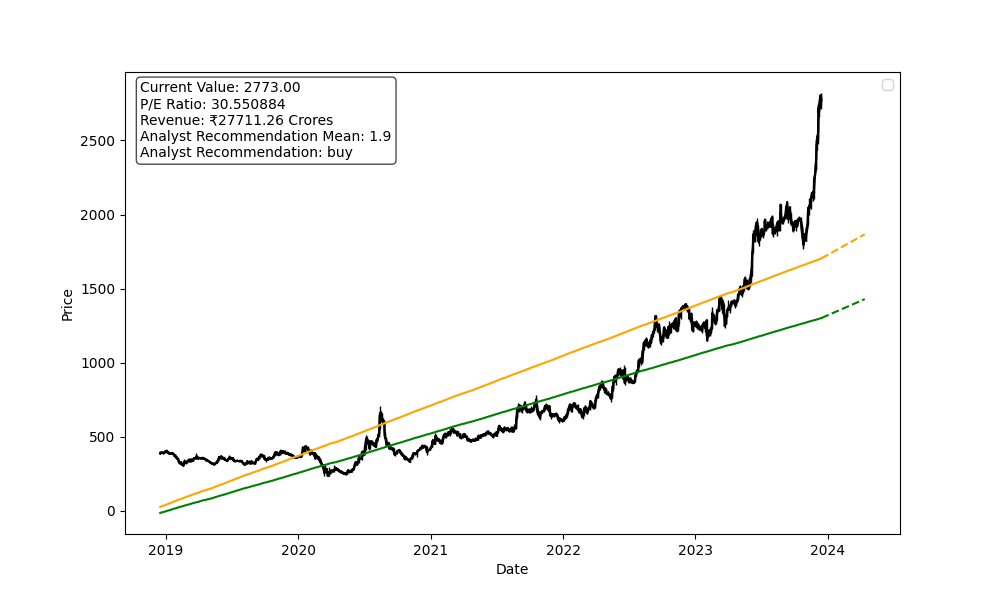 Current Value: 2773.00
P/E Ratio: 30.550884
Revenue: ₹27711.26 Crores
Analyst Recommendation Mean: 1.9
Analyst Recommendation: buy
2500
2000
1500
1000
500
0
Price
2019 2020 2021 2022 2023 2024
Date